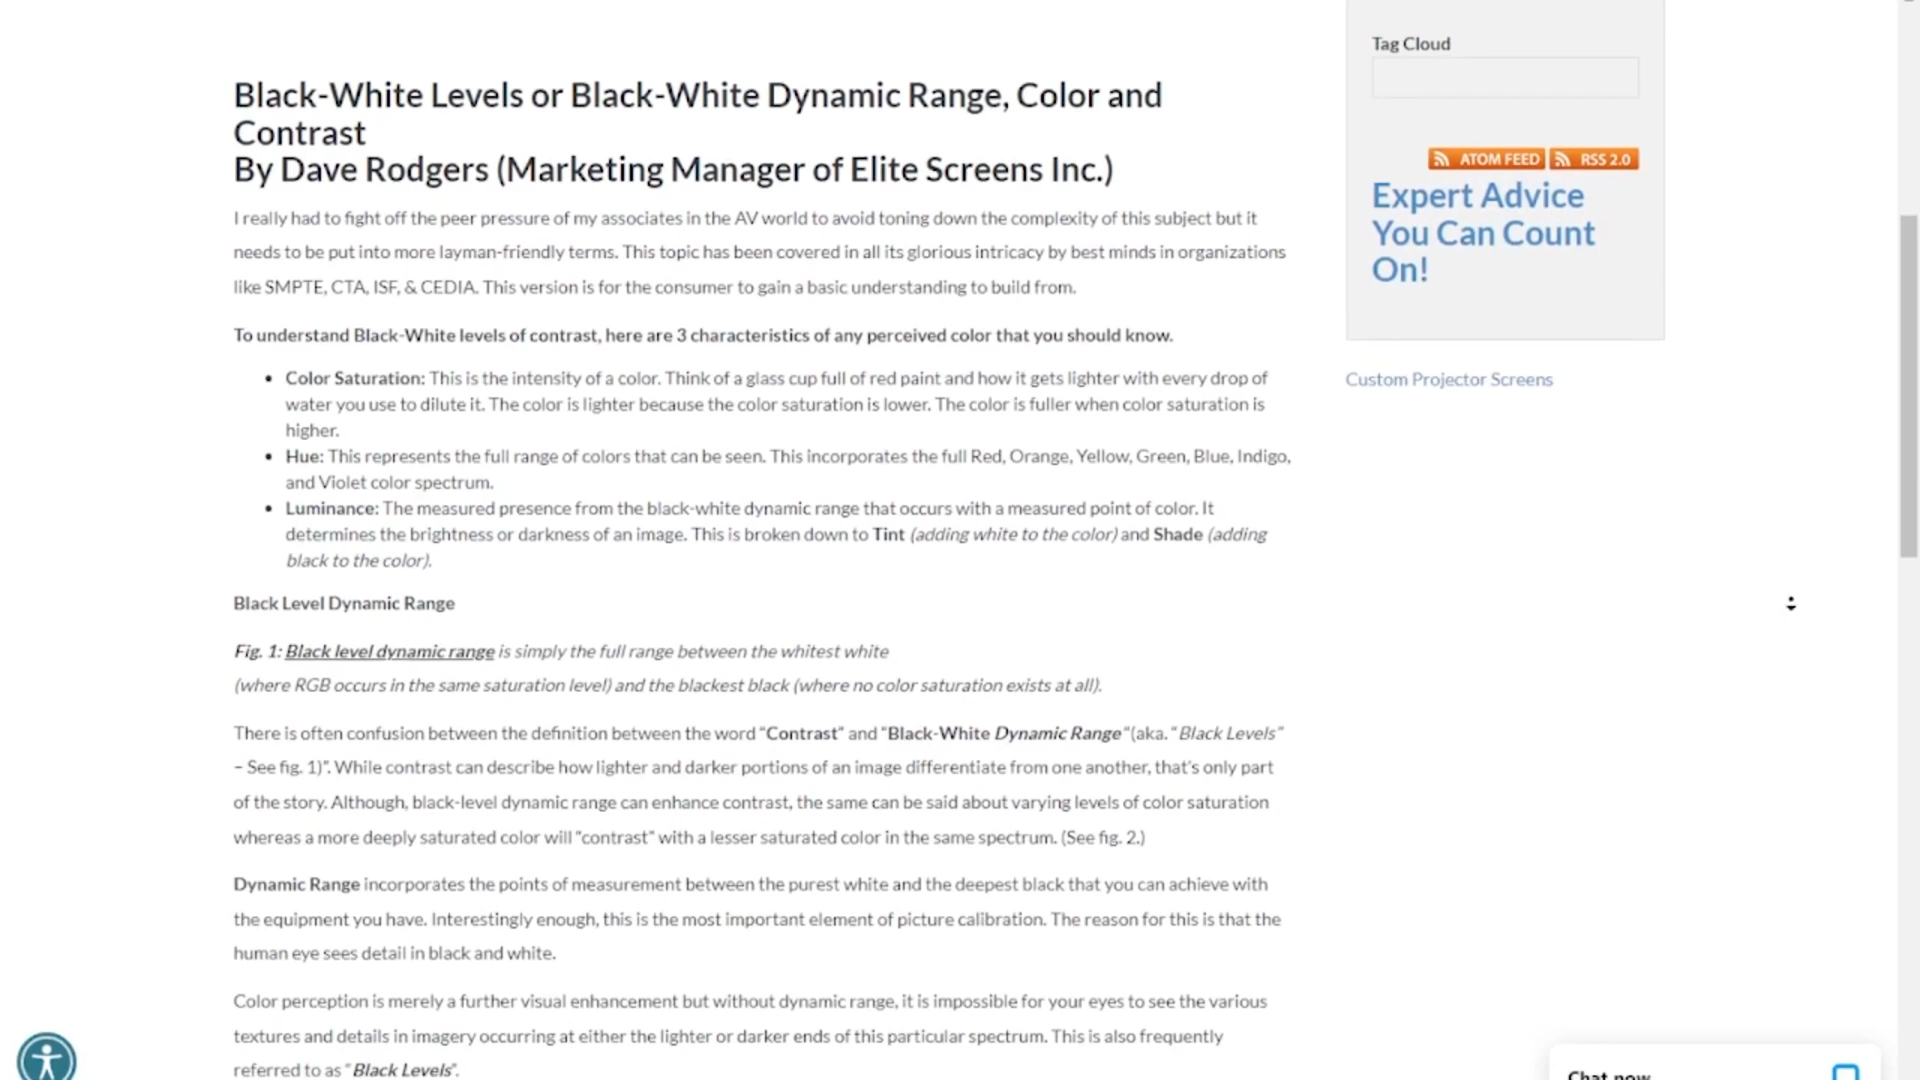 Black-White Levels or Black-White Dynamic Range, Color and
Contrast
By Dave Rodgers (Marketing Manager of Elite Screens Inc.)
I really had to fight off the peer pressure of my associates in the AV world to avoid toning down the complexity of this subject but it
needs to be put into more layman-friendly terms. This topic has been covered in all its glorious intricacy by best minds in organizations
like SMPTE, CTA, ISF, & CEDIA. This version is for the consumer to gain a basic understanding to build from.
To understand Black-White levels of contrast, here are 3 characteristics of any perceived color that you should know.
• Color Saturation: This is the intensity of a color. Think of a glass cup full of red paint and how it gets lighter with every drop of
water you use to dilute it. The color is lighter because the color saturation is lower. The color is fuller when color saturation is
higher.
• Hue: This represents the full range of colors that can be seen. This incorporates the full Red, Orange, Yellow, Green, Blue, Indigo,
and Violet color spectrum.
• Luminance: The measured presence from the black-white dynamic range that occurs with a measured point of color. It
determines the brightness or darkness of an image. This is broken down to Tint (adding white to the color) and Shade (adding
black to the color).
Black Level Dynamic Range
Fig. 1: Black level dynamic range is simply the full range between the whitest white
(where RGB occurs in the same saturation level) and the blackest black (where no color saturation exists at all).
There is often confusion between the definition between the word “Contrast” and “Black-White Dynamic Range“(aka. “Black Levels”
– See fig. 1)”. While contrast can describe how lighter and darker portions of an image differentiate from one another, that’s only part
of the story. Although, black-level dynamic range can enhance contrast, the same can be said about varying levels of color saturation
whereas a more deeply saturated color will “contrast” with a lesser saturated color in the same spectrum. (See fig. 2.)
Dynamic Range incorporates the points of measurement between the purest white and the deepest black that you can achieve with
the equipment you have. Interestingly enough, this is the most important element of picture calibration. The reason for this is that the
human eye sees detail in black and white.
Color perception is merely a further visual enhancement but without dynamic range, it is impossible for your eyes to see the various
textures and details in imagery occurring at either the lighter or darker ends of this particular spectrum. This is also frequently
referred to as “Black Levels”.
Tag Cloud
ATOM FEED RSS 2.0
Expert Advice
You Can Count
On!
Custom Projector Screens
Chat now